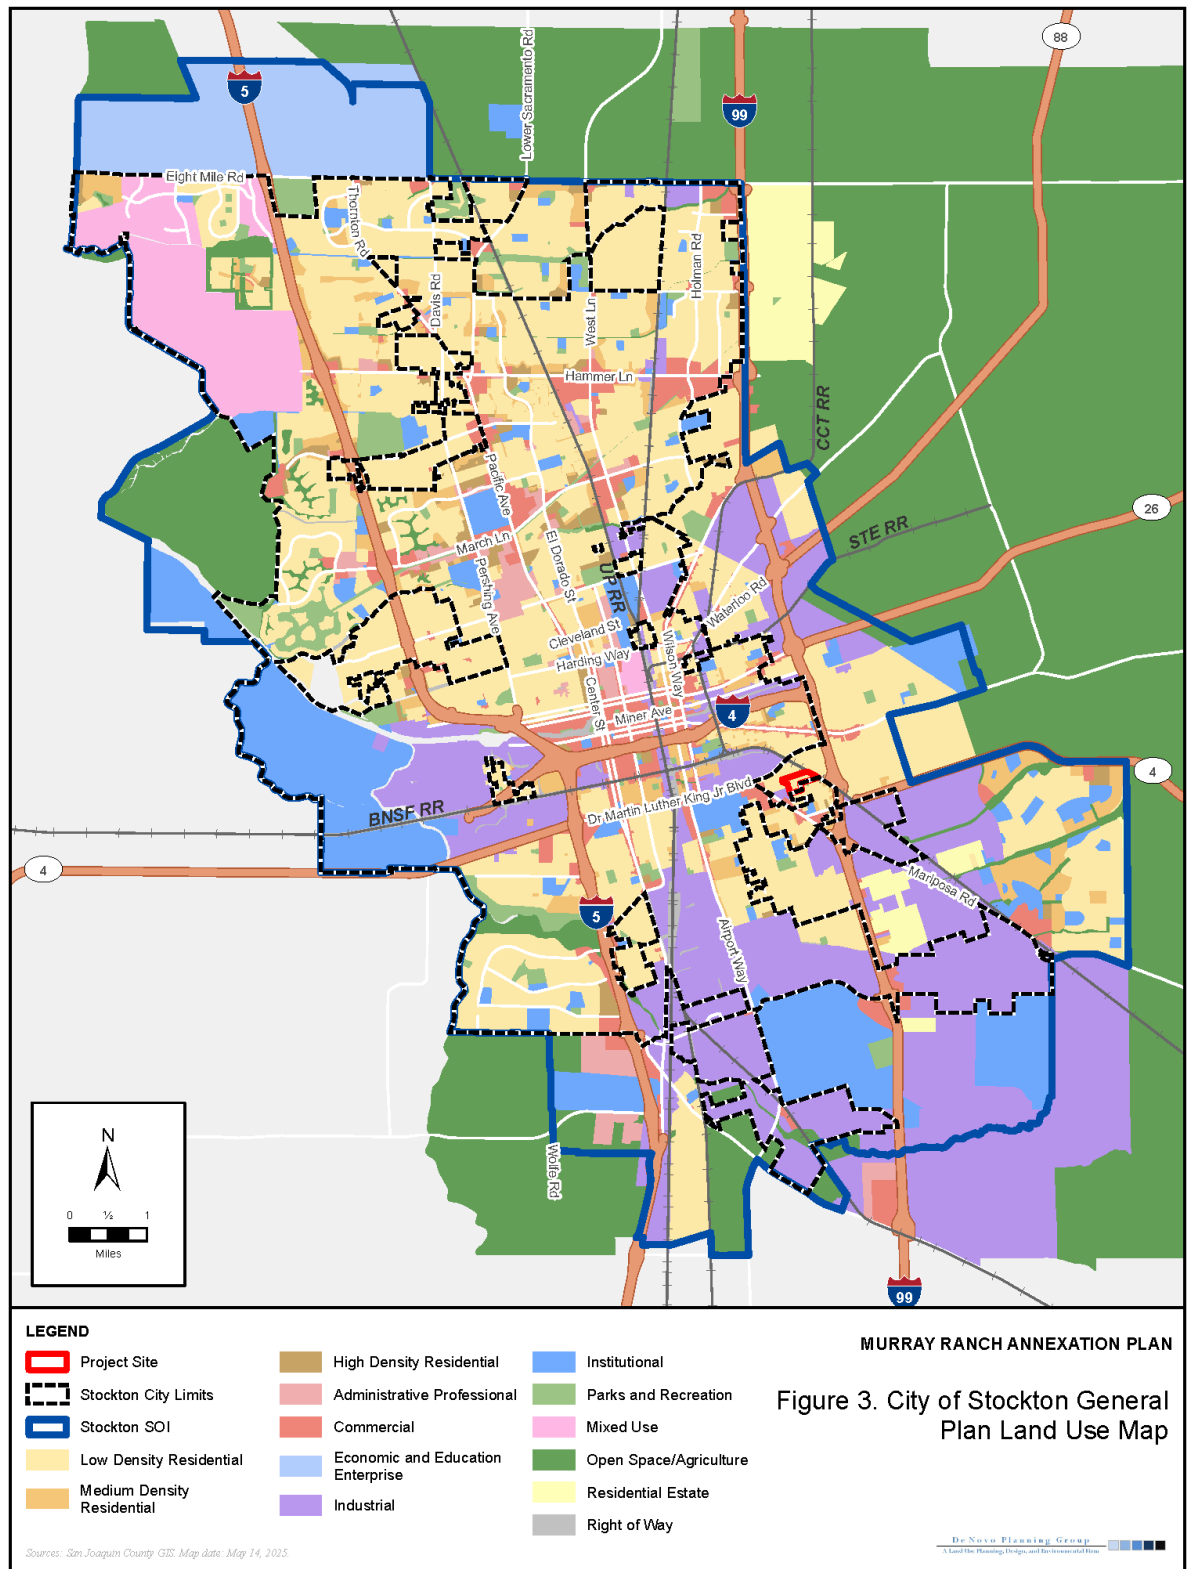 88
5
99
Lower Sacramento Rd
Eight Mile Rd
Thornton Rd
Davis Rd
West Ln
Holman Rd
Hammer Ln
CCT RR
Pacific Ave
26
STE RR
March Ln
El Dorado St
UP RR
Pershing Ave
Waterloo Rd
Cleveland St
Harding Way
Wilson Way
Center St
Miner Ave
4
4
BNSF RR
Dr Martin Luther King Jr Blvd
4
Mariposa Rd
5
Airport Way
Wolfe Rd
N
0 ½ 1
Miles
99
LEGEND
Project Site
Stockton City Limits
Stockton SOI
Low Density Residential
Medium Density
Residential
High Density Residential
Administrative Professional
Commercial
Economic and Education
Enterprise
Industrial
Institutional
Parks and Recreation
Mixed Use
Open Space/Agriculture
Residential Estate
Right of Way
MURRAY RANCH ANNEXATION PLAN
Figure 3. City of Stockton General
Plan Land Use Map
Sources: San Joaquin County GIS. Map date: May 14, 2025.
De Novo Planning Group
A Land Use Planning, Design, and Environmental Firm